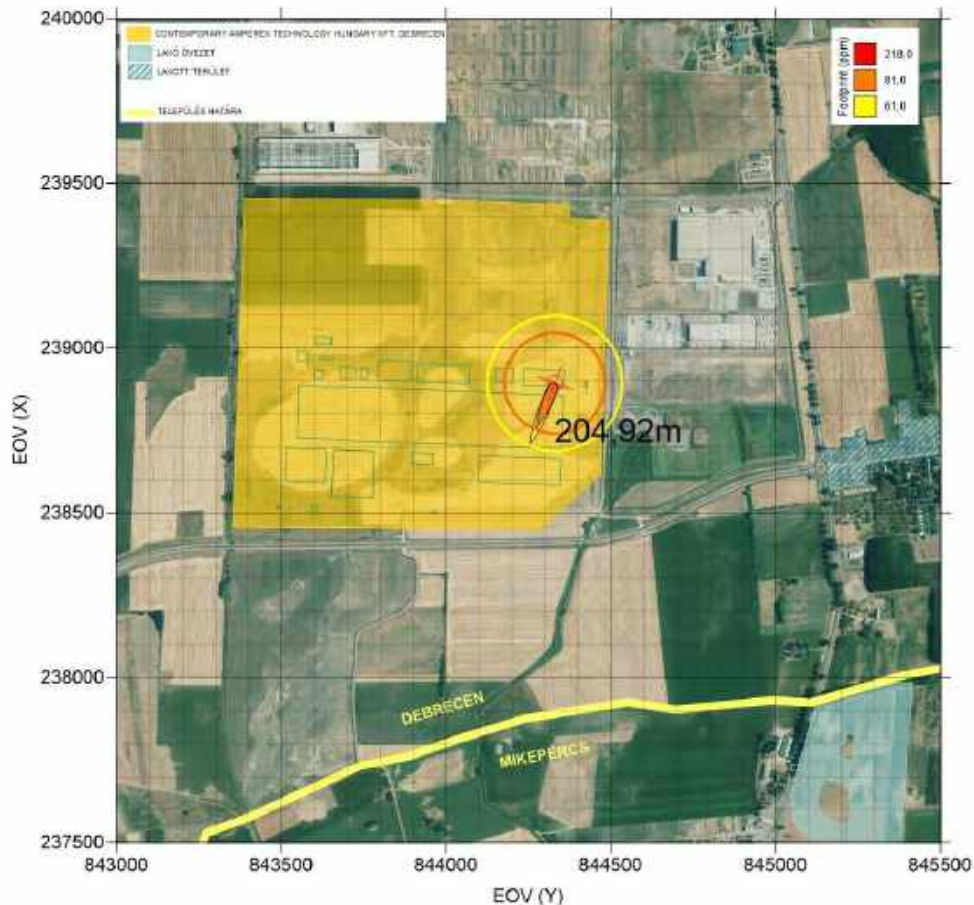 240000
CONTEMPORARY AMPEREX TECHNOLOGY HUNGARY KFT. DEBRECEN
LAKÓ ÖVEZET
LAKOTT TERÜLET
TELEPÜLÉS HATÁRA
Footprint (ppm)
218,0
81,0
61,0
239500
239000
204.92m
EOV (X)
238500
238000
DEBRECEN
MIKEPÉRCS
237500
843000
843500
844000
844500
845000
845500
EOV (Y)